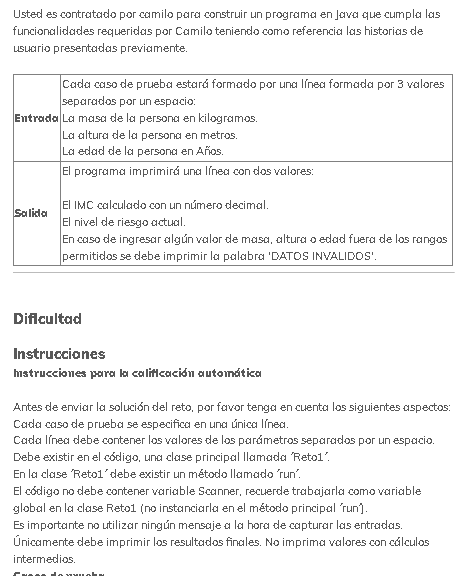 Usted es contratado por camilo para construir un programa en Java que cumpla las
funcionalidades requeridas por Camilo teniendo como referencia las historias de
usuario presentadas previamente.
Cada caso de prueba estará formado por una línea formada por 3 valores
separados por un espacio:
Entrada La masa de la persona en kilogramos.
La altura de la persona en metros.
La edad de la persona en Años.
El programa imprimirá una línea con dos valores:
El IMC calculado con un número decimal.
Salida El nivel de riesgo actual.
En caso de ingresar algún valor de masa, altura o edad fuera de los rangos
permitidos se debe imprimir la palabra 'DATOS INVALIDOS'.
Dificultad
Instrucciones
Instrucciones para la calificación automática
Antes de enviar la solución del reto, por favor tenga en cuenta los siguientes aspectos:
Cada caso de prueba se especifica en una única línea.
Cada línea debe contener los valores de los parámetros separados por un espacio.
Debe existir en el código, una clase principal llamada ‘Reto1’.
En la clase ‘Reto1’ debe existir un método llamado ‘run’.
El código no debe contener variable Scanner, recuerde trabajarla como variable
global en la clase Reto1 (no instanciarla en el método principal ‘run’).
Es importante no utilizar ningún mensaje a la hora de capturar las entradas.
Únicamente debe imprimir los resultados finales. No imprima valores con cálculos
intermedios.
Casos de prueba